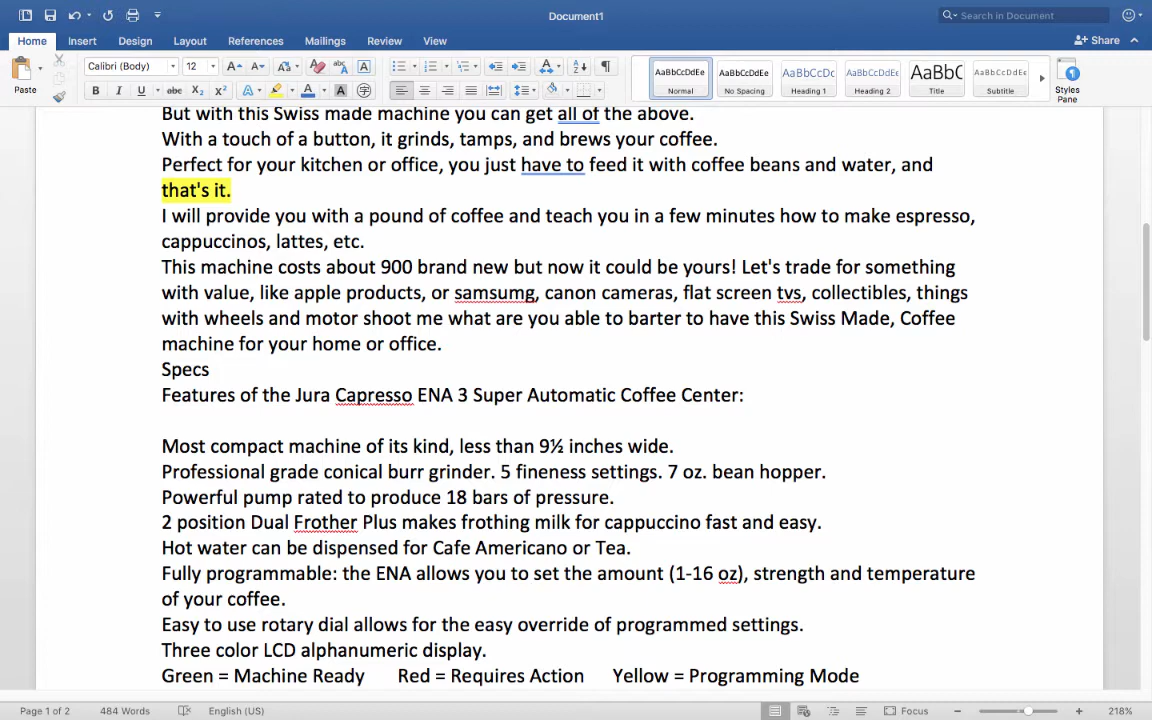 Document1
Search in Document
Home Insert Design Layout References Mailings Review View
Share
Paste
Calibri (Body) 12
AaBbCcDdEe AaBbCcDdEe AaBbCcDc AaBbCcDdEe AaBbC AaBbCcDdEe
Normal No Spacing Heading 1 Heading 2 Title Subtitle
Styles Pane
But with this Swiss made machine you can get all of the above.
With a touch of a button, it grinds, tamps, and brews your coffee.
Perfect for your kitchen or office, you just have to feed it with coffee beans and water, and
that's it.
I will provide you with a pound of coffee and teach you in a few minutes how to make espresso,
cappuccinos, lattes, etc.
This machine costs about 900 brand new but now it could be yours! Let's trade for something
with value, like apple products, or samsumg, canon cameras, flat screen tvs, collectibles, things
with wheels and motor shoot me what are you able to barter to have this Swiss Made, Coffee
machine for your home or office.
Specs
Features of the Jura Capresso ENA 3 Super Automatic Coffee Center:
Most compact machine of its kind, less than 9½ inches wide.
Professional grade conical burr grinder. 5 fineness settings. 7 oz. bean hopper.
Powerful pump rated to produce 18 bars of pressure.
2 position Dual Frother Plus makes frothing milk for cappuccino fast and easy.
Hot water can be dispensed for Cafe Americano or Tea.
Fully programmable: the ENA allows you to set the amount (1-16 oz), strength and temperature
of your coffee.
Easy to use rotary dial allows for the easy override of programmed settings.
Three color LCD alphanumeric display.
Green = Machine Ready Red = Requires Action Yellow = Programming Mode
Page 1 of 2 484 Words English (US) Focus 218%